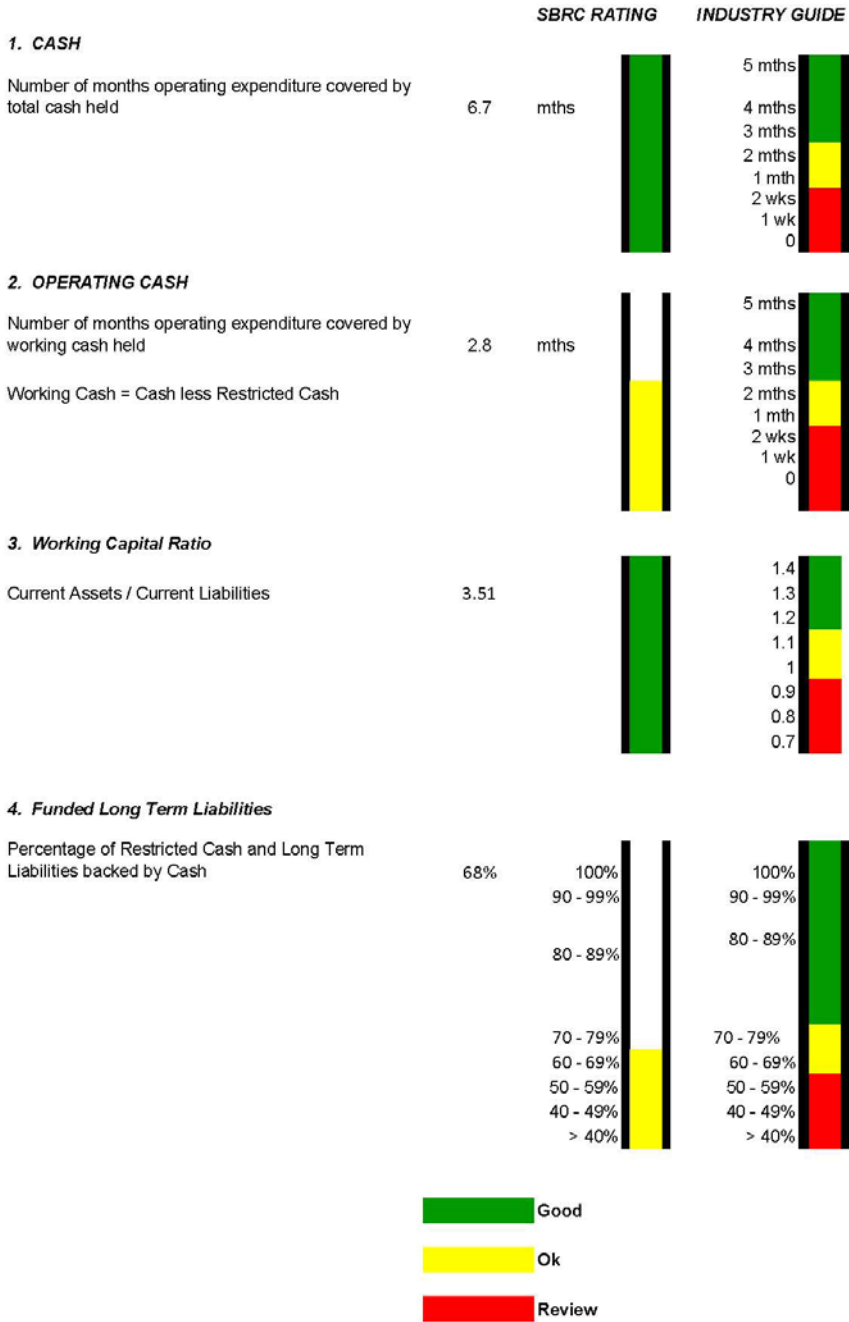 SBRC RATING INDUSTRY GUIDE
1. CASH
5 mths
Number of months operating expenditure covered by
total cash held 6.7 mths 4 mths
3 mths
2 mths
1 mth
2 wks
1 wk
0
2. OPERATING CASH
5 mths
Number of months operating expenditure covered by
working cash held 2.8 mths 4 mths
3 mths
Working Cash = Cash less Restricted Cash 2 mths
1 mth
2 wks
1 wk
0
3. Working Capital Ratio
1.4
Current Assets / Current Liabilities 3.51 1.3
1.2
1.1
1
0.9
0.8
0.7
4. Funded Long Term Liabilities
Percentage of Restricted Cash and Long Term
Liabilities backed by Cash 68% 100% 100%
90 - 99% 90 - 99%
80 - 89% 80 - 89%
70 - 79% 70 - 79%
60 - 69% 60 - 69%
50 - 59% 50 - 59%
40 - 49% 40 - 49%
> 40% > 40%
Good
Ok
Review